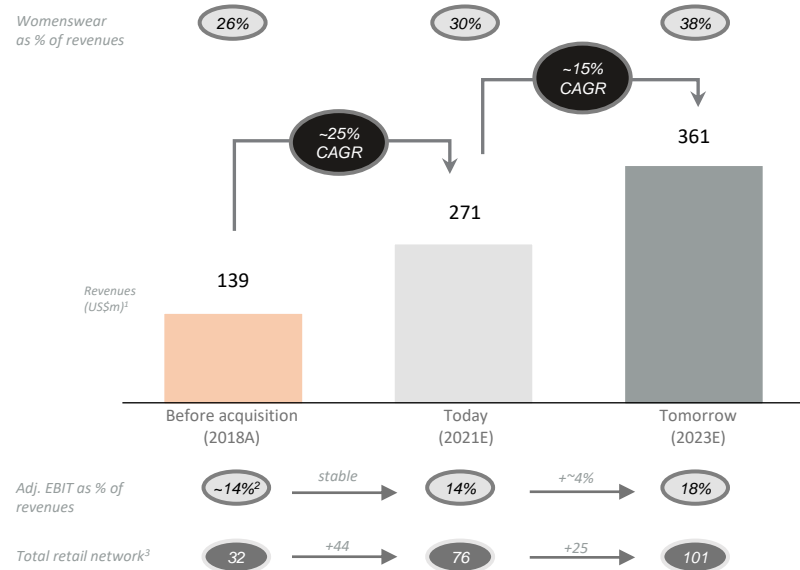 Womenswear
as % of revenues
26%
30%
38%
~15%
CAGR
~25%
CAGR
361
271
139
Revenues
(US$m)¹
Before acquisition
(2018A)
Today
(2021E)
Tomorrow
(2023E)
Adj. EBIT as % of
revenues
~14%²
stable
14%
+~4%
18%
Total retail network³
32
+44
76
+25
101